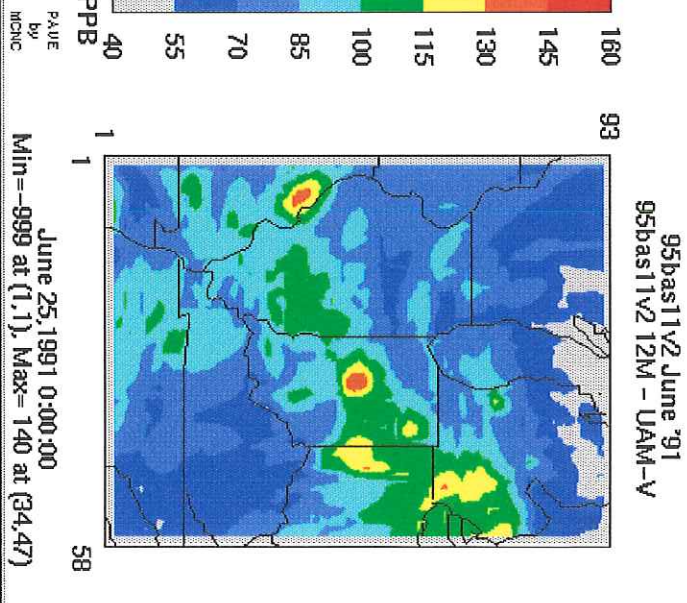 95bas11v2 June '91
95bas11v2 12M - UAM-V
160
145
130
115
100
85
70
55
40
PPB
PAVE
by
MCNC
93
1
1
58
June 25,1991 0:00:00
Min=-999 at (1,1), Max= 140 at (34,47)